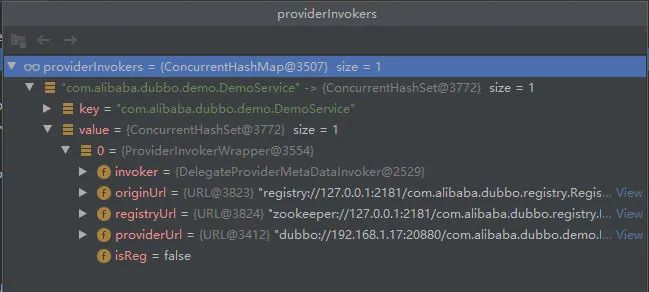 providerInvokers
providerInvokers = {ConcurrentHashMap@3507} size = 1
"com.alibaba.dubbo.demo.DemoService" -> {ConcurrentHashSet@3772} size = 1
key = "com.alibaba.dubbo.demo.DemoService"
value = {ConcurrentHashSet@3772} size = 1
0 = {ProviderInvokerWrapper@3554}
f invoker = {DelegateProviderMetaDataInvoker@2529}
f originUrl = {URL@3823} "registry://127.0.0.1:2181/com.alibaba.dubbo.registry.Regis... View
f registryUrl = {URL@3824} "zookeeper://127.0.0.1:2181/com.alibaba.dubbo.registry.... View
f providerUrl = {URL@3412} "dubbo://192.168.1.17:20880/com.alibaba.dubbo.demo.... View
f isReg = false